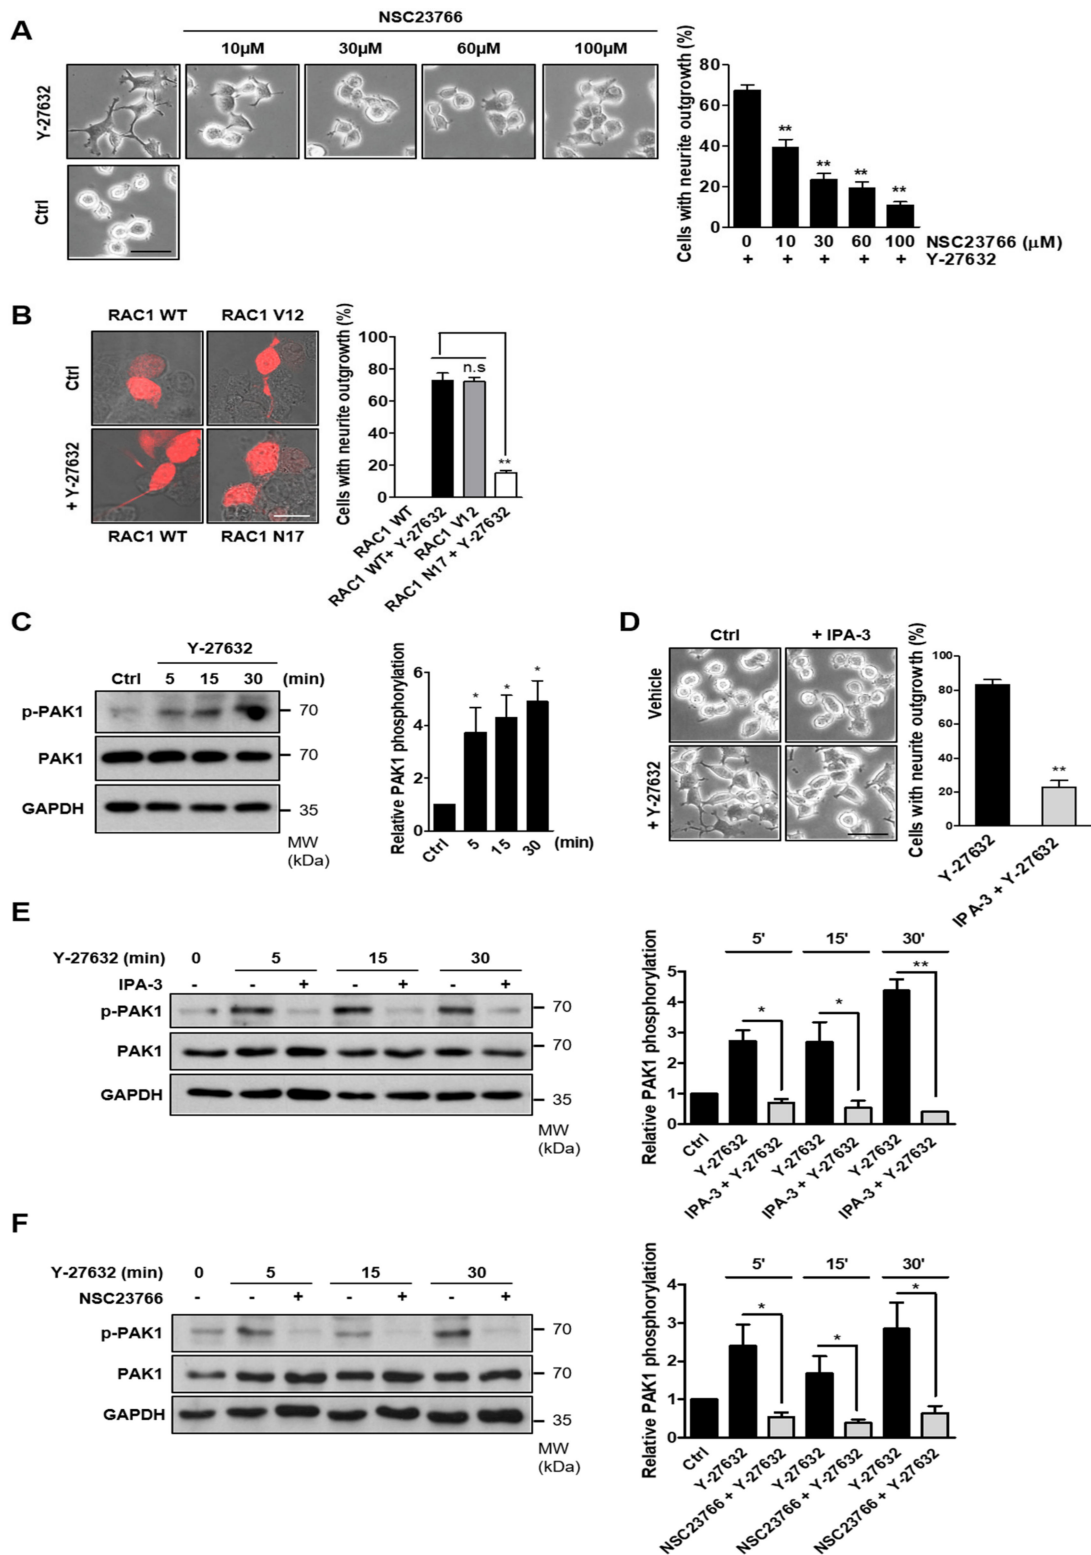 A
NSC23766
10µM 30µM 60µM 100µM
Y-27632
Ctrl
Cells with neurite outgrowth (%)
80
60
40
20
0
** ** ** **
0 10 30 60 100 NSC23766 (µM)
+ + + + + Y-27632
B
RAC1 WT RAC1 V12
Ctrl
+ Y-27632
RAC1 WT RAC1 N17
Cells with neurite outgrowth (%)
100
80
60
40
20
0
n.s
**
RAC1 WT
RAC1 WT+ Y-27632
RAC1 V12
RAC1 N17 + Y-27632
C
Y-27632
Ctrl 5 15 30 (min)
p-PAK1 70
PAK1 70
GAPDH 35
MW
(kDa)
Relative PAK1 phosphorylation
6
4
2
0
* * *
Ctrl 5 15 30 (min)
D
Ctrl + IPA-3
Vehicle
+ Y-27632
Cells with neurite outgrowth (%)
100
80
60
40
20
0
**
Y-27632
IPA-3 + Y-27632
E
Y-27632 (min) 0 5 15 30
IPA-3 - - + - + - +
p-PAK1 70
PAK1 70
GAPDH 35
MW
(kDa)
Relative PAK1 phosphorylation
5' 15' 30'
5
4
3
2
1
0
* * **
Ctrl
Y-27632
IPA-3 + Y-27632
Y-27632
IPA-3 + Y-27632
Y-27632
IPA-3 + Y-27632
F
Y-27632 (min) 0 5 15 30
NSC23766 - - + - + - +
p-PAK1 70
PAK1 70
GAPDH 35
MW
(kDa)
Relative PAK1 phosphorylation
5' 15' 30'
4
3
2
1
0
* * *
Ctrl
Y-27632
NSC23766 + Y-27632
Y-27632
NSC23766 + Y-27632
Y-27632
NSC23766 + Y-27632